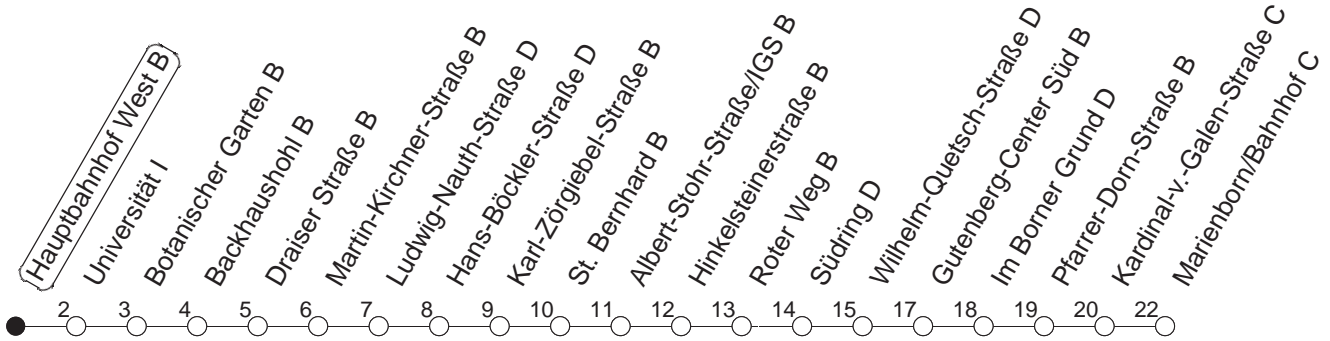 Hauptbahnhof West B
Universität I
Botanischer Garten B
Backhaushohl B
Draiser Straße B
Martin-Kirchner-Straße B
Ludwig-Nauth-Straße D
Hans-Böckler-Straße D
Karl-Zörgiebel-Straße B
St. Bernhard B
Albert-Stohr-Straße/IGS B
Hinkelsteinerstraße B
Roter Weg B
Südring D
Wilhelm-Quetsch-Straße D
Gutenberg-Center Süd B
Im Borner Grund D
Pfarrer-Dorn-Straße B
Kardinal-v.-Galen-Straße C
Marienborn/Bahnhof C
2 3 4 5 6 7 8 9 10 11 12 13 14 15 17 18 19 20 22